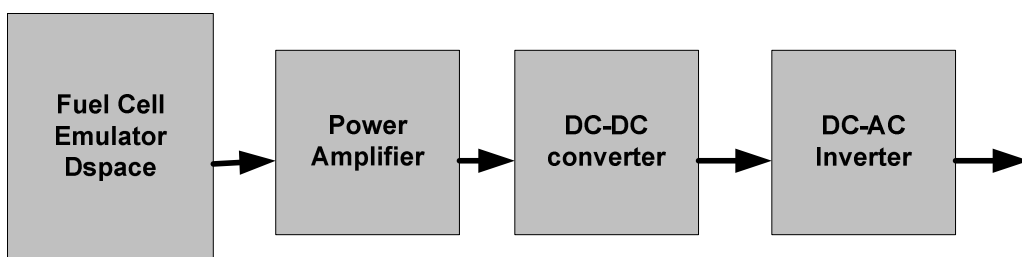 Fuel Cell
Emulator
Dspace
Power
Amplifier
DC-DC
converter
DC-AC
Inverter